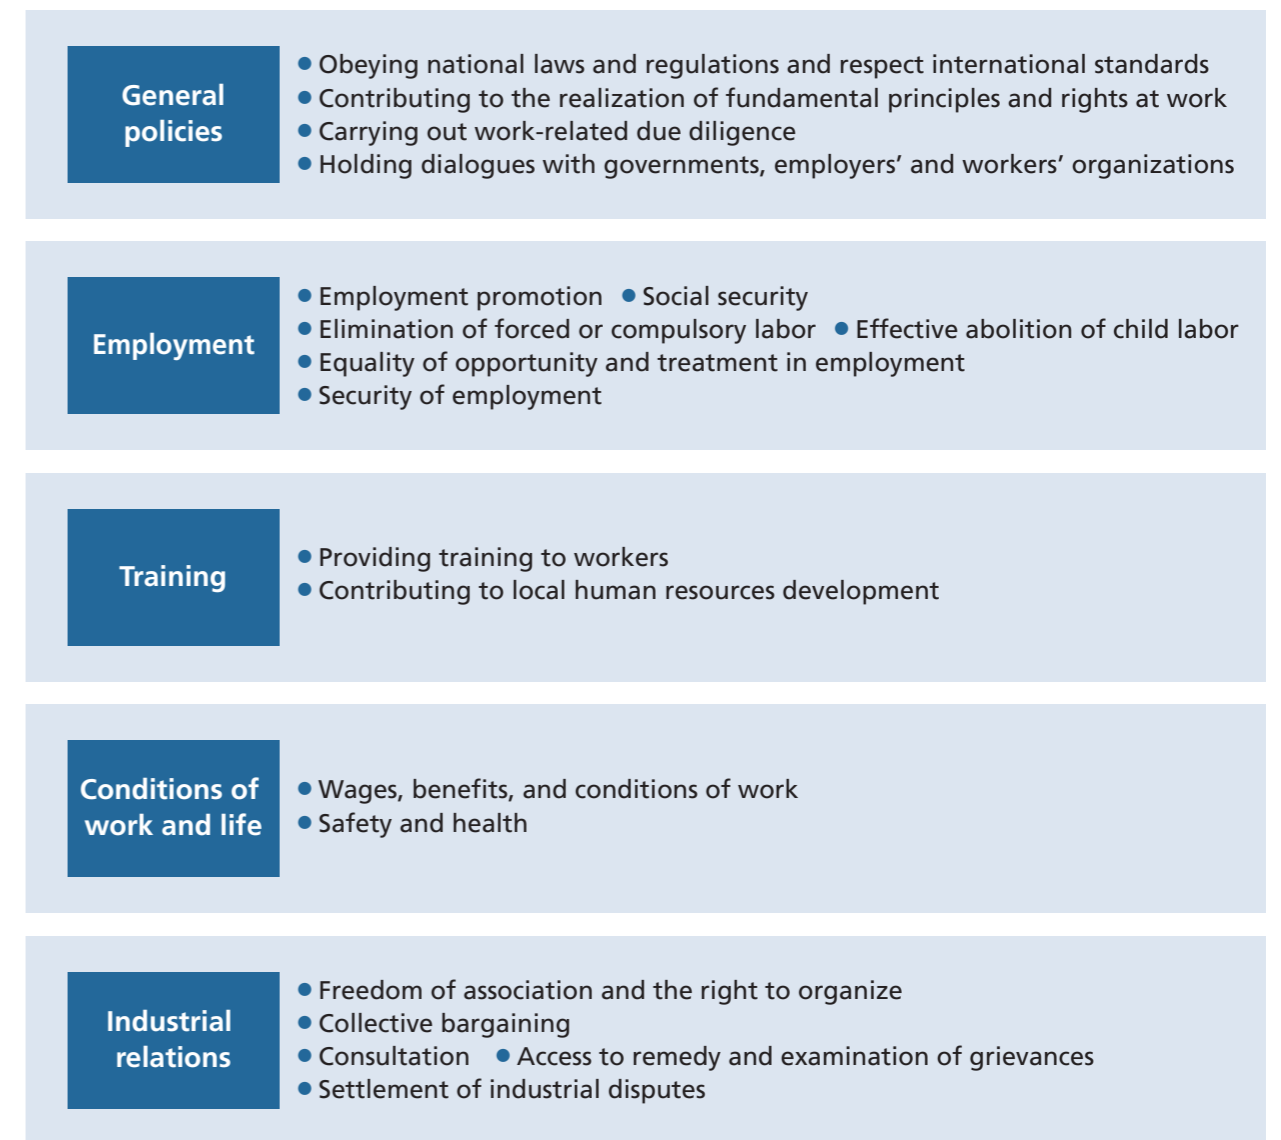 General
policies
● Obeying national laws and regulations and respect international standards
● Contributing to the realization of fundamental principles and rights at work
● Carrying out work-related due diligence
● Holding dialogues with governments, employers’ and workers’ organizations
Employment
● Employment promotion ● Social security
● Elimination of forced or compulsory labor ● Effective abolition of child labor
● Equality of opportunity and treatment in employment
● Security of employment
Training
● Providing training to workers
● Contributing to local human resources development
Conditions of
work and life
● Wages, benefits, and conditions of work
● Safety and health
Industrial
relations
● Freedom of association and the right to organize
● Collective bargaining
● Consultation ● Access to remedy and examination of grievances
● Settlement of industrial disputes